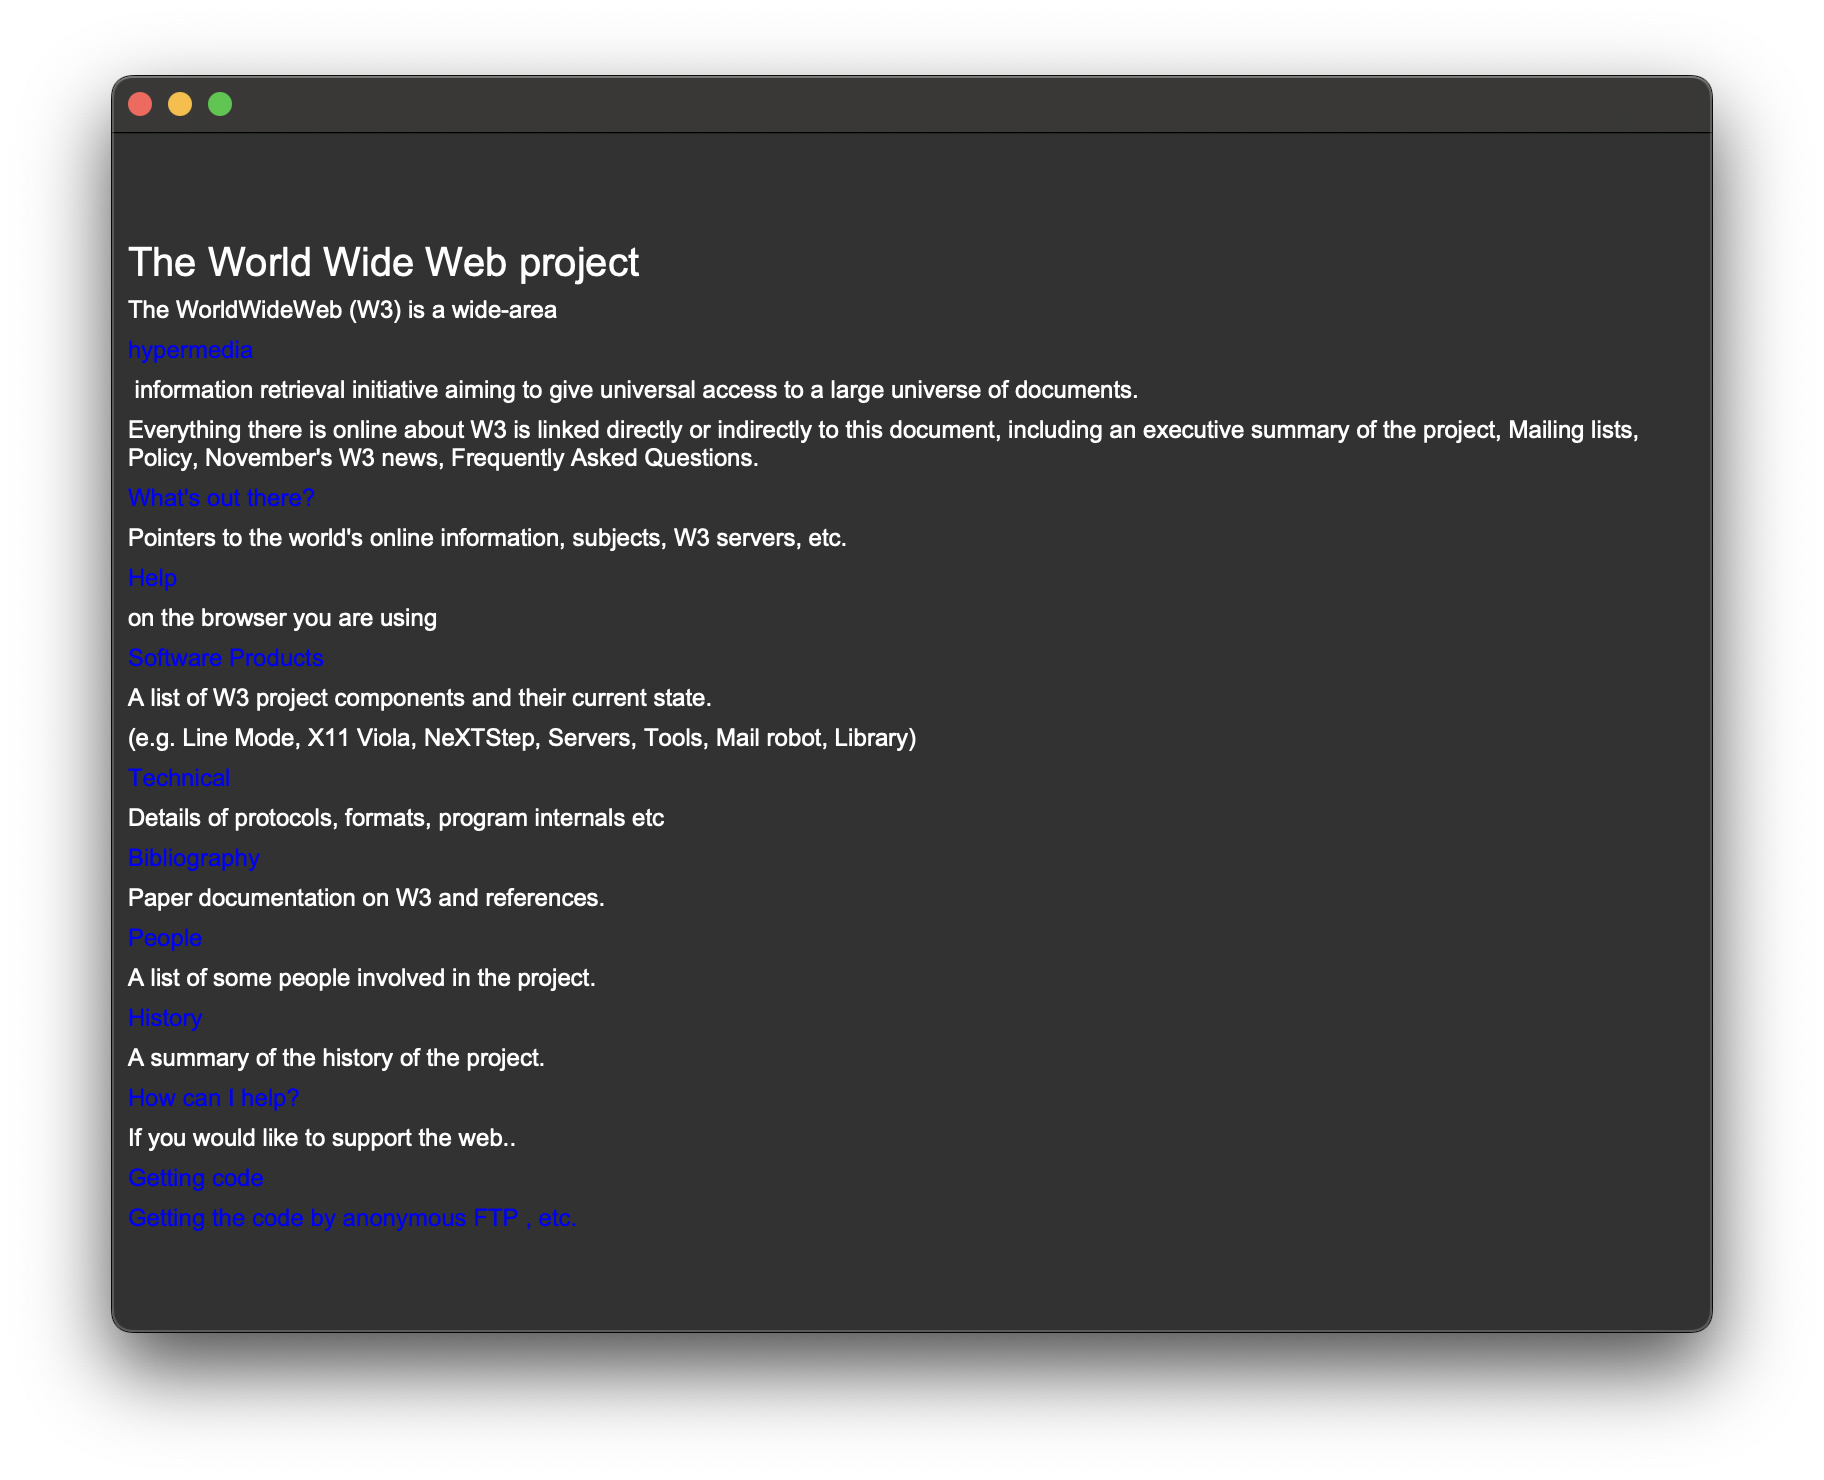 The World Wide Web project
The WorldWideWeb (W3) is a wide-area
hypermedia
information retrieval initiative aiming to give universal access to a large universe of documents.
Everything there is online about W3 is linked directly or indirectly to this document, including an executive summary of the project, Mailing lists,
Policy, November's W3 news, Frequently Asked Questions.
What's out there?
Pointers to the world's online information, subjects, W3 servers, etc.
Help
on the browser you are using
Software Products
A list of W3 project components and their current state.
(e.g. Line Mode, X11 Viola, NeXTStep, Servers, Tools, Mail robot, Library)
Technical
Details of protocols, formats, program internals etc
Bibliography
Paper documentation on W3 and references.
People
A list of some people involved in the project.
History
A summary of the history of the project.
How can I help?
If you would like to support the web..
Getting code
Getting the code by anonymous FTP , etc.